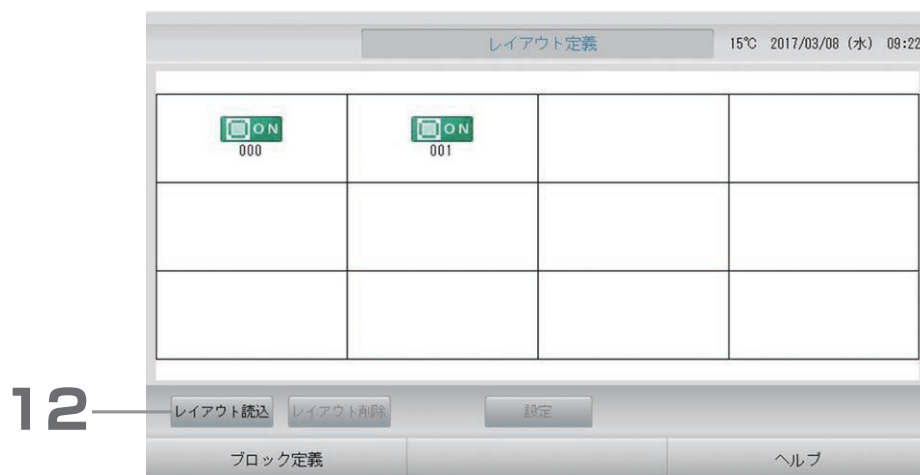 レイアウト定義 15℃ 2017/03/08 (水) 09:22
ON ON
000 001
12 レイアウト読込 レイアウト削除 設定
ブロック定義 ヘルプ